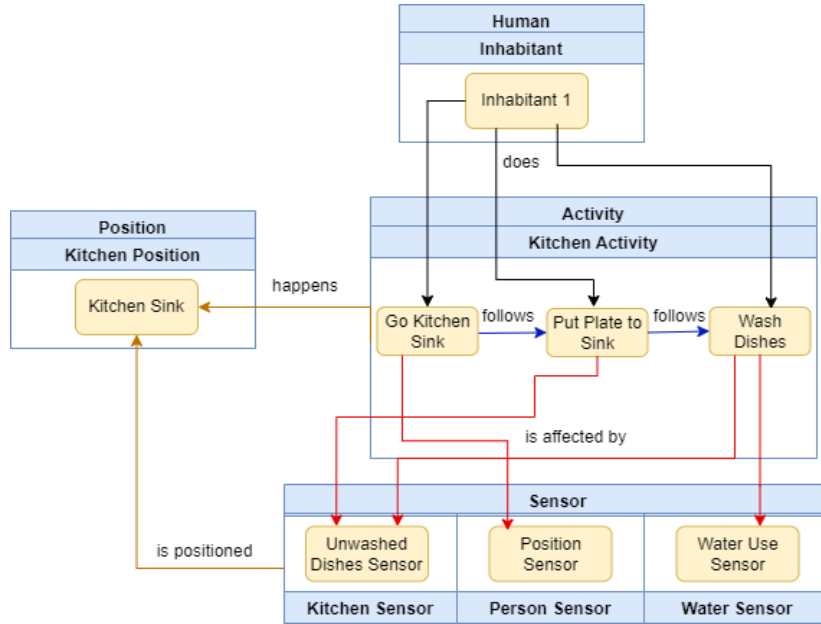 Human
Inhabitant
Inhabitant 1
does
Position
Kitchen Position
Kitchen Sink
happens
Activity
Kitchen Activity
Go Kitchen
Sink
follows
Put Plate to
Sink
follows
Wash
Dishes
is affected by
is positioned
Sensor
Unwashed
Dishes Sensor
Position
Sensor
Water Use
Sensor
Kitchen Sensor
Person Sensor
Water Sensor